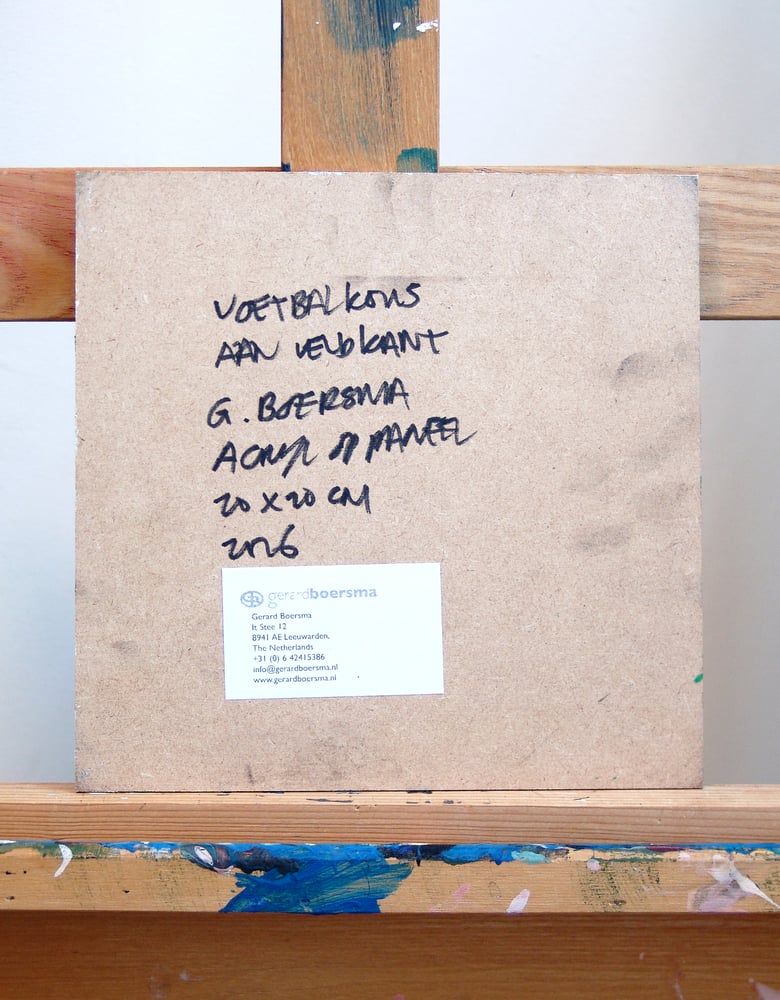 VOETBALKOUS
AAN VELDKANT
G. BOERSMA
ACRYL OP PANEEL
20 x 20 CM
2026
gerardboersma
Gerard Boersma
It Stee 12
8941 AE Leeuwarden,
The Netherlands
+31 (0) 6 42415386
info@gerardboersma.nl
www.gerardboersma.nl